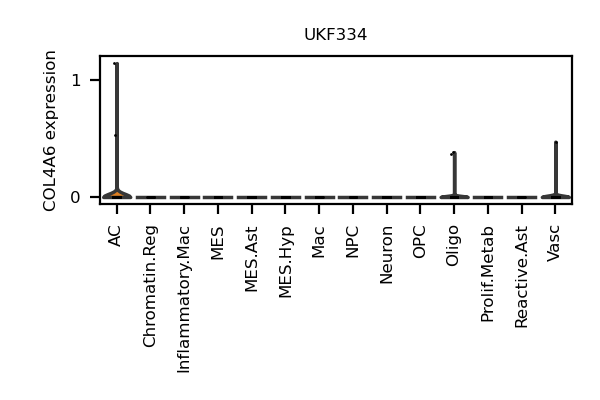 UKF334
COL4A6 expression
1
0
AC
Chromatin.Reg
Inflammatory.Mac
MES
MES.Ast
MES.Hyp
Mac
NPC
Neuron
OPC
Oligo
Prolif.Metab
Reactive.Ast
Vasc